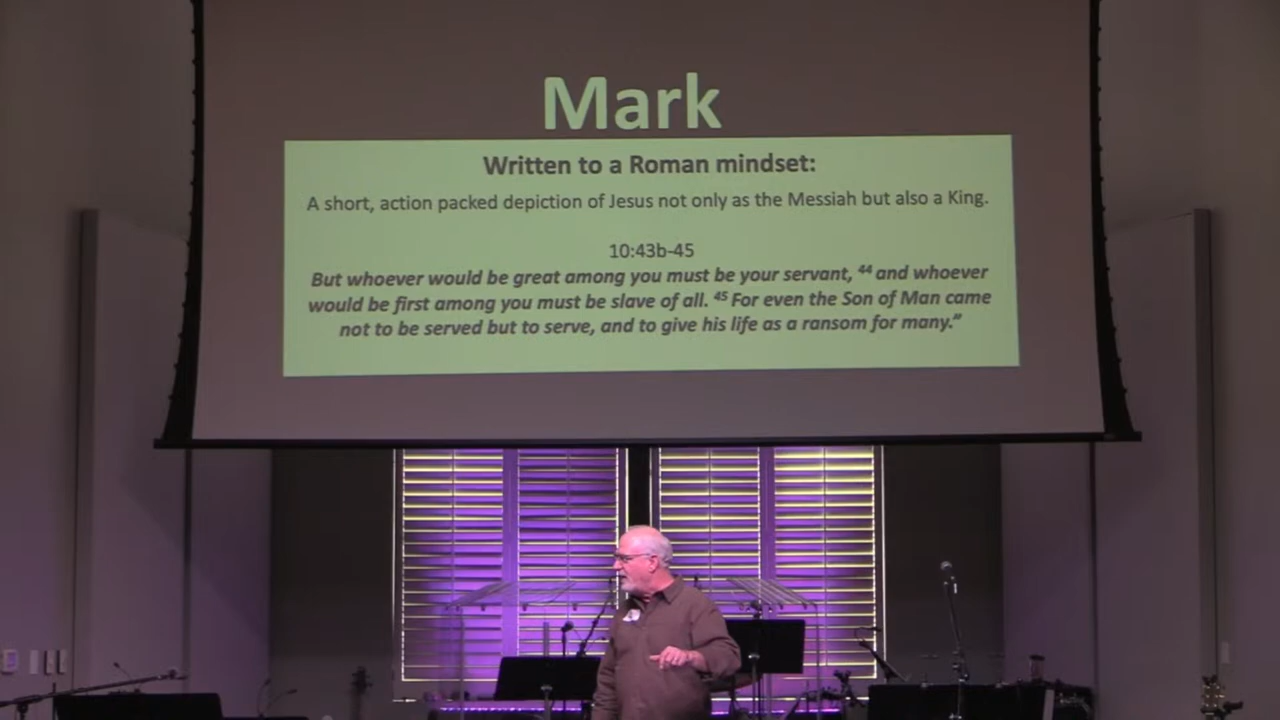 Mark
Written to a Roman mindset:
A short, action packed depiction of Jesus not only as the Messiah but also a King.
10:43b-45
But whoever would be great among you must be your servant, ⁴⁴ and whoever
would be first among you must be slave of all. ⁴⁵ For even the Son of Man came
not to be served but to serve, and to give his life as a ransom for many.”